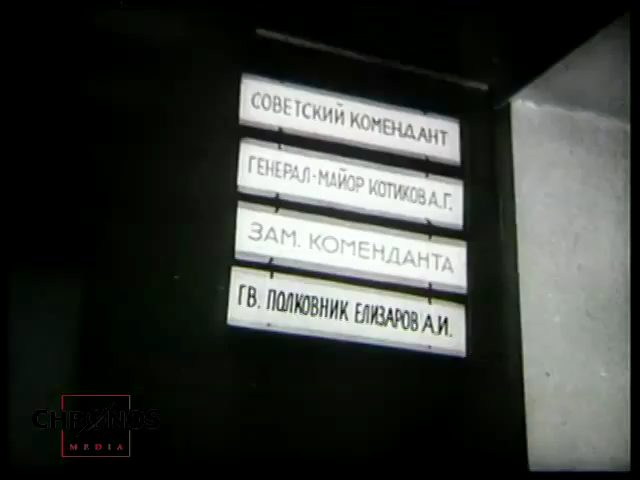 СОВЕТСКИЙ КОМЕНДАНТ
ГЕНЕРАЛ-МАЙОР КОТИКОВ А.Г.
ЗАМ. КОМЕНДАНТА
ГВ. ПОЛКОВНИК ЕЛИЗАРОВ А.И.
CHRONOS
MEDIA